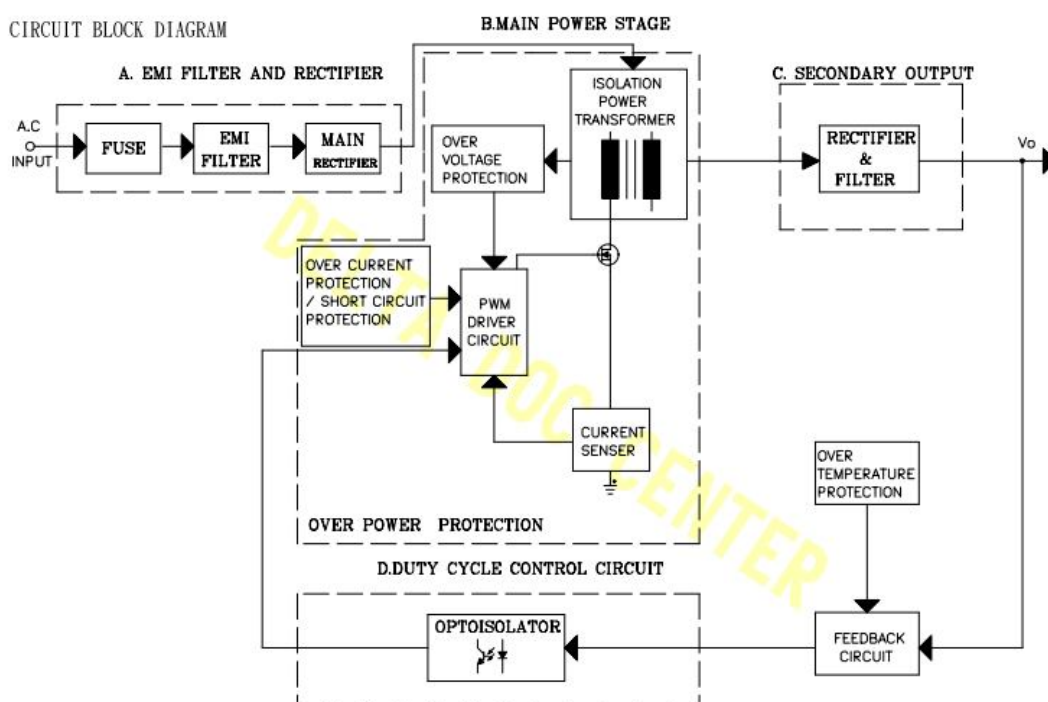 CIRCUIT BLOCK DIAGRAM
B.MAIN POWER STAGE
A. EMI FILTER AND RECTIFIER
C. SECONDARY OUTPUT
A.C
INPUT
FUSE
EMI
FILTER
MAIN
RECTIFIER
ISOLATION
POWER
TRANSFORMER
OVER
VOLTAGE
PROTECTION
RECTIFIER
&
FILTER
Vo
OVER CURRENT
PROTECTION
/ SHORT CIRCUIT
PROTECTION
PWM
DRIVER
CIRCUIT
CURRENT
SENSER
OVER
TEMPERATURE
PROTECTION
OVER POWER PROTECTION
D.DUTY CYCLE CONTROL CIRCUIT
OPTOISOLATOR
FEEDBACK
CIRCUIT
DELTA DOC CENTER